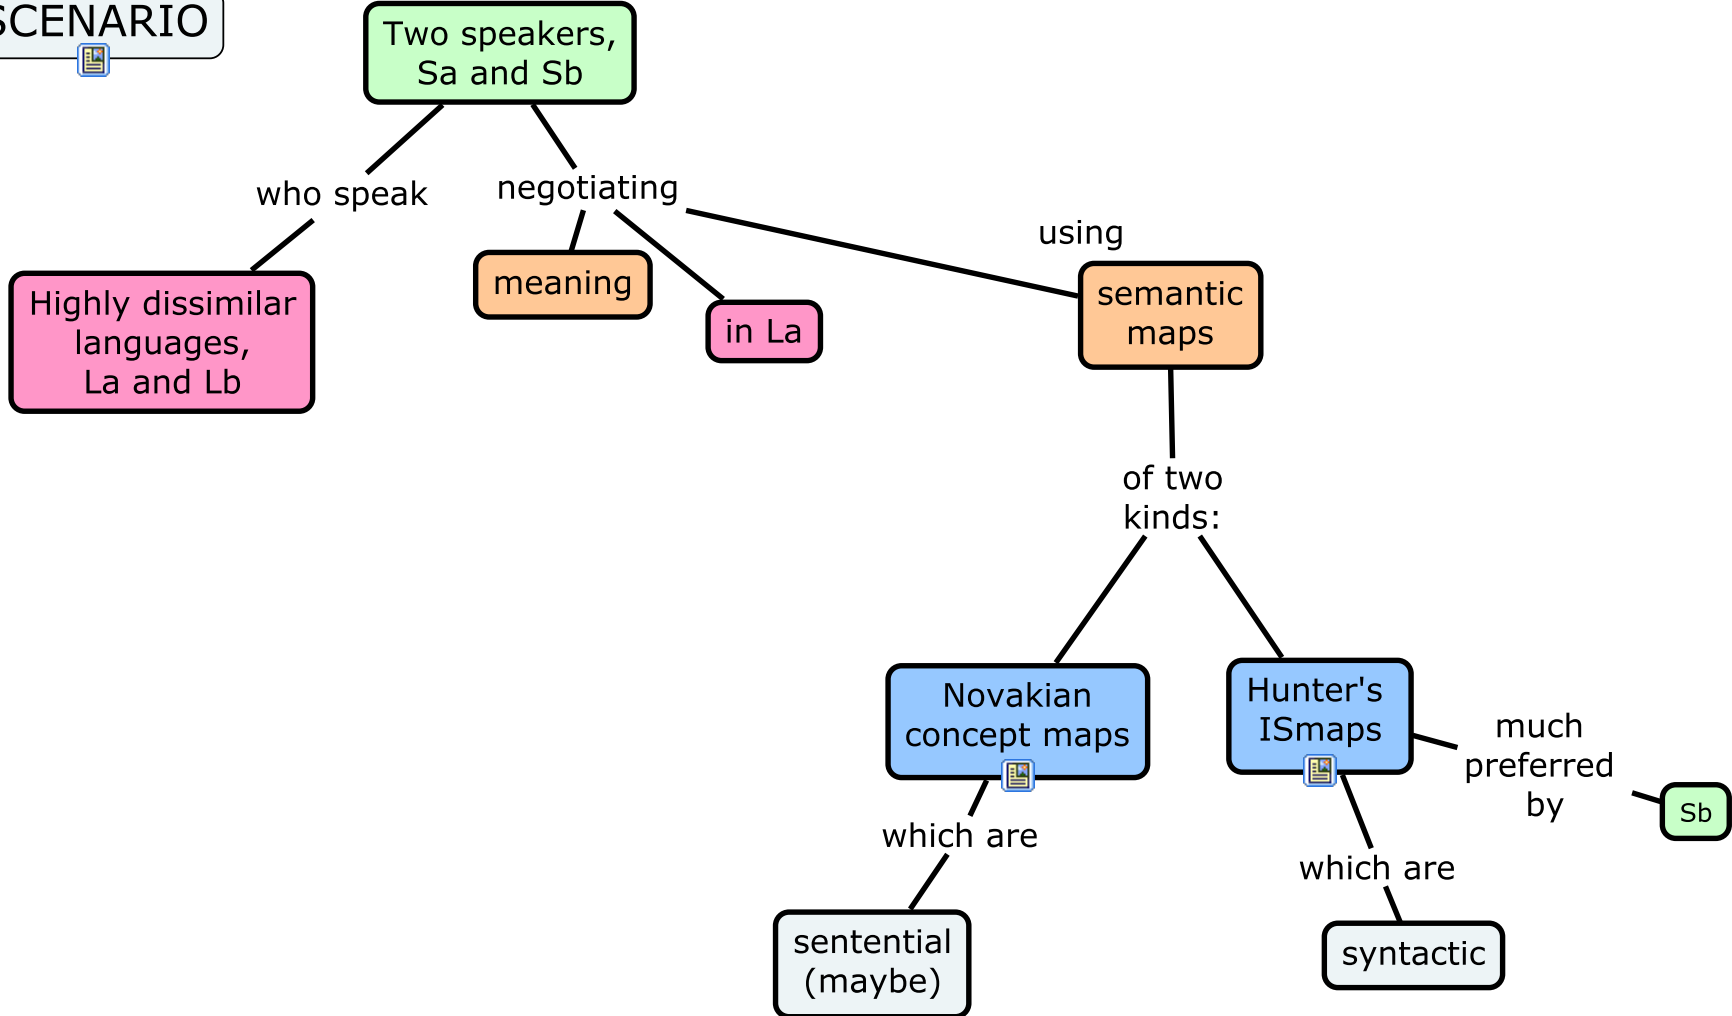 SCENARIO
Two speakers,
Sa and Sb
who speak
negotiating
using
Highly dissimilar
languages,
La and Lb
meaning
in La
semantic
maps
of two
kinds:
Novakian
concept maps
Hunter's
ISmaps
much
preferred
by
Sb
which are
which are
sentential
(maybe)
syntactic